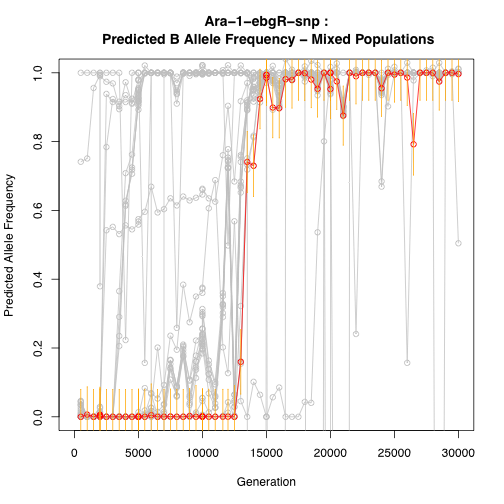 Ara−1−ebgR−snp :
Predicted B Allele Frequency − Mixed Populations
Predicted Allele Frequency
1.0
0.8
0.6
0.4
0.2
0.0
0 5000 10000 15000 20000 25000 30000
Generation